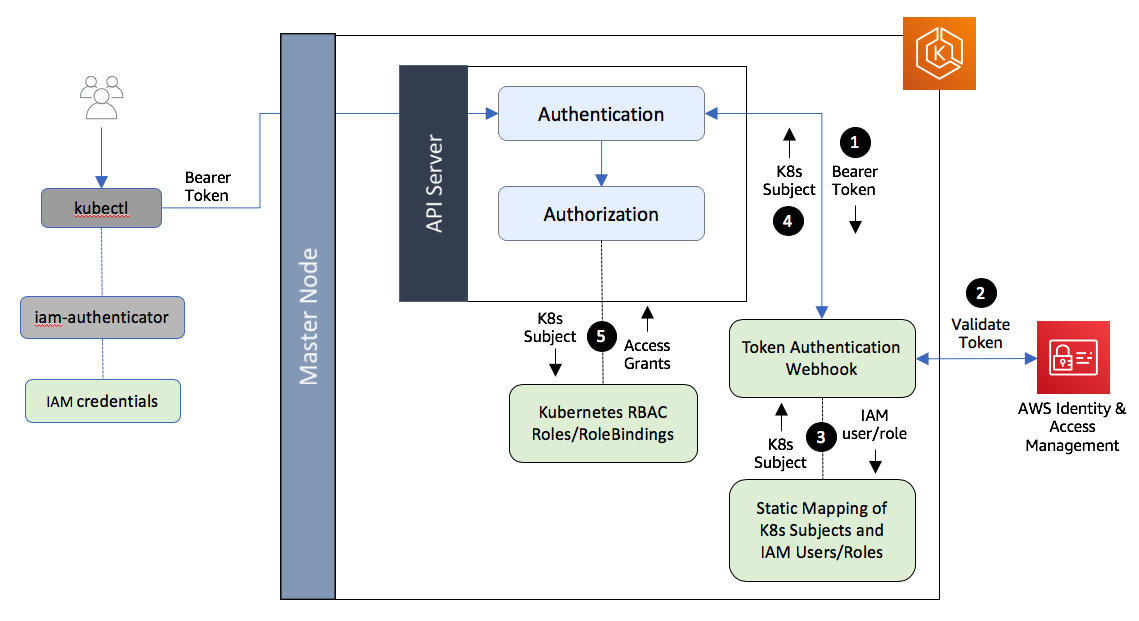 K
Authentication
1
Bearer
Token
K8s
Subject
4
Bearer
Token
kubectl
API Server
Authorization
Master Node
2
Validate
Token
iam-authenticator
K8s
Subject
5
Access
Grants
Token Authentication
Webhook
IAM credentials
AWS Identity &
Access
Management
Kubernetes RBAC
Roles/RoleBindings
IAM
user/role
3
K8s
Subject
Static Mapping of
K8s Subjects and
IAM Users/Roles